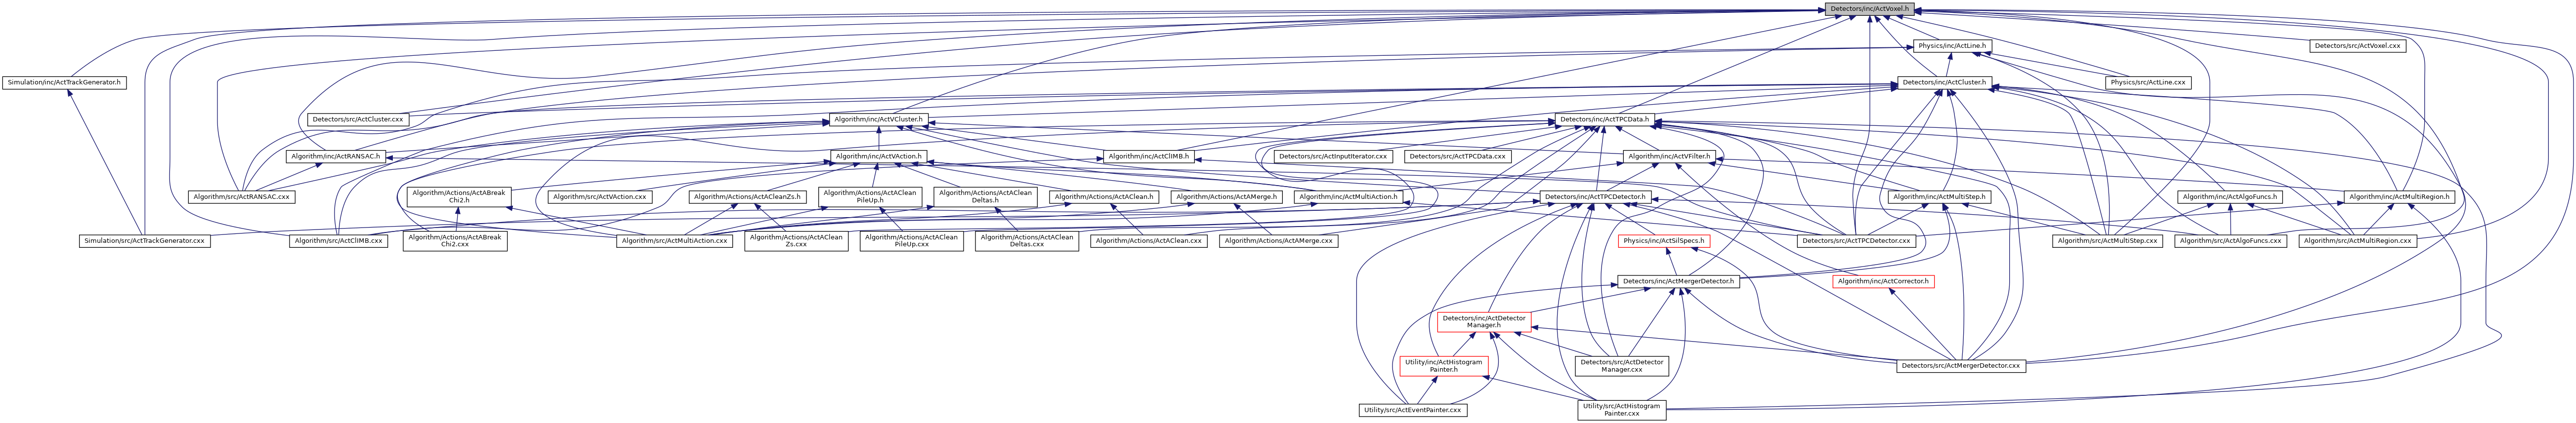 Detectors/inc/ActVoxel.h
Physics/inc/ActLine.h
Detectors/src/ActVoxel.cxx
Simulation/inc/ActTrackGenerator.h
Detectors/inc/ActCluster.h
Physics/src/ActLine.cxx
Detectors/src/ActCluster.cxx
Algorithm/inc/ActVCluster.h
Detectors/inc/ActTPCData.h
Algorithm/inc/ActRANSAC.h
Algorithm/inc/ActVAction.h
Algorithm/inc/ActClIMB.h
Detectors/src/ActInputIterator.cxx
Detectors/src/ActTPCData.cxx
Algorithm/inc/ActVFilter.h
Algorithm/src/ActRANSAC.cxx
Algorithm/Actions/ActABreak
Chi2.h
Algorithm/src/ActVAction.cxx
Algorithm/Actions/ActACleanZs.h
Algorithm/Actions/ActAClean
PileUp.h
Algorithm/Actions/ActAClean
Deltas.h
Algorithm/Actions/ActAClean.h
Algorithm/Actions/ActAMerge.h
Algorithm/inc/ActMultiAction.h
Detectors/inc/ActTPCDetector.h
Algorithm/inc/ActMultiStep.h
Algorithm/inc/ActAlgoFuncs.h
Algorithm/inc/ActMultiRegion.h
Simulation/src/ActTrackGenerator.cxx
Algorithm/src/ActClIMB.cxx
Algorithm/Actions/ActABreak
Chi2.cxx
Algorithm/src/ActMultiAction.cxx
Algorithm/Actions/ActAClean
Zs.cxx
Algorithm/Actions/ActAClean
PileUp.cxx
Algorithm/Actions/ActAClean
Deltas.cxx
Algorithm/Actions/ActAClean.cxx
Algorithm/Actions/ActAMerge.cxx
Physics/inc/ActSilSpecs.h
Detectors/src/ActTPCDetector.cxx
Algorithm/src/ActMultiStep.cxx
Algorithm/src/ActAlgoFuncs.cxx
Algorithm/src/ActMultiRegion.cxx
Detectors/inc/ActMergerDetector.h
Algorithm/inc/ActCorrector.h
Detectors/inc/ActDetector
Manager.h
Utility/inc/ActHistogram
Painter.h
Detectors/src/ActDetector
Manager.cxx
Detectors/src/ActMergerDetector.cxx
Utility/src/ActEventPainter.cxx
Utility/src/ActHistogram
Painter.cxx